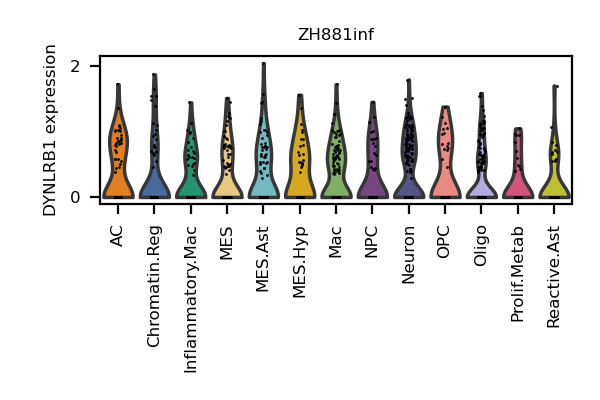 ZH881inf
DYNLRB1 expression
2
0
AC
Chromatin.Reg
Inflammatory.Mac
MES
MES.Ast
MES.Hyp
Mac
NPC
Neuron
OPC
Oligo
Prolif.Metab
Reactive.Ast